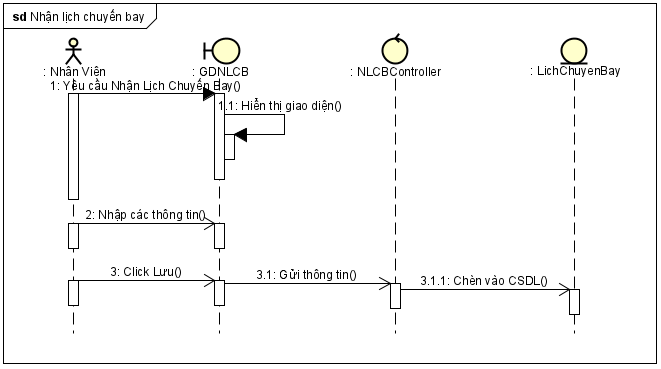 sd Nhận lịch chuyến bay
: Nhân Viên
: GDNLCB
: NLCBController
: LichChuyenBay
1: Yêu cầu Nhận Lịch Chuyến Bay()
1.1: Hiển thị giao diện()
2: Nhập các thông tin()
3: Click Lưu()
3.1: Gửi thông tin()
3.1.1: Chèn vào CSDL()